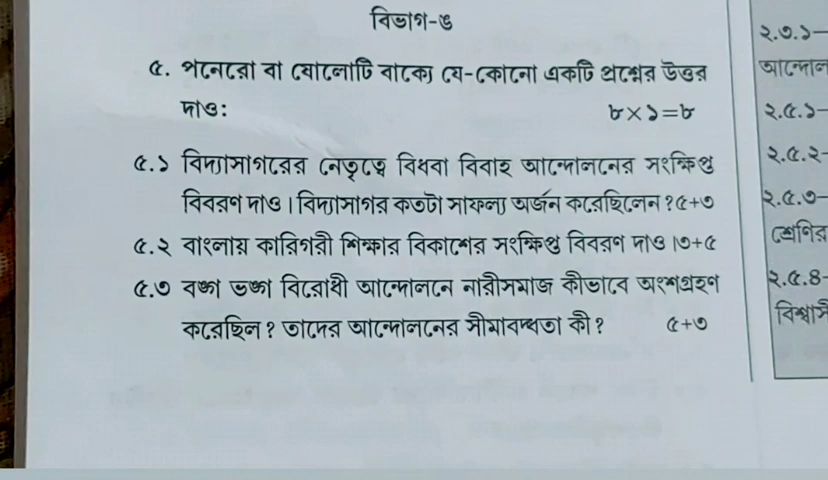 বিভাগ-ঙ
৫. পনেরো বা ষোলোটি বাক্যে যে-কোনো একটি প্রশ্নের উত্তর
দাও: ৮×১=৮
৫.১ বিদ্যাসাগরের নেতৃত্বে বিধবা বিবাহ আন্দোলনের সংক্ষিপ্ত
বিবরণ দাও। বিদ্যাসাগর কতটা সাফল্য অর্জন করেছিলেন ?৫+৩
৫.২ বাংলায় কারিগরী শিক্ষার বিকাশের সংক্ষিপ্ত বিবরণ দাও।৩+৫
৫.৩ বঙ্গ ভঙ্গ বিরোধী আন্দোলনে নারীসমাজ কীভাবে অংশগ্রহণ
করেছিল? তাদের আন্দোলনের সীমাবদ্ধতা কী? ৫+৩
২.৩.১—
২.৫.১-
২.৫.২-
২.৫.৩-
শ্রেণির
২.৫.৪-